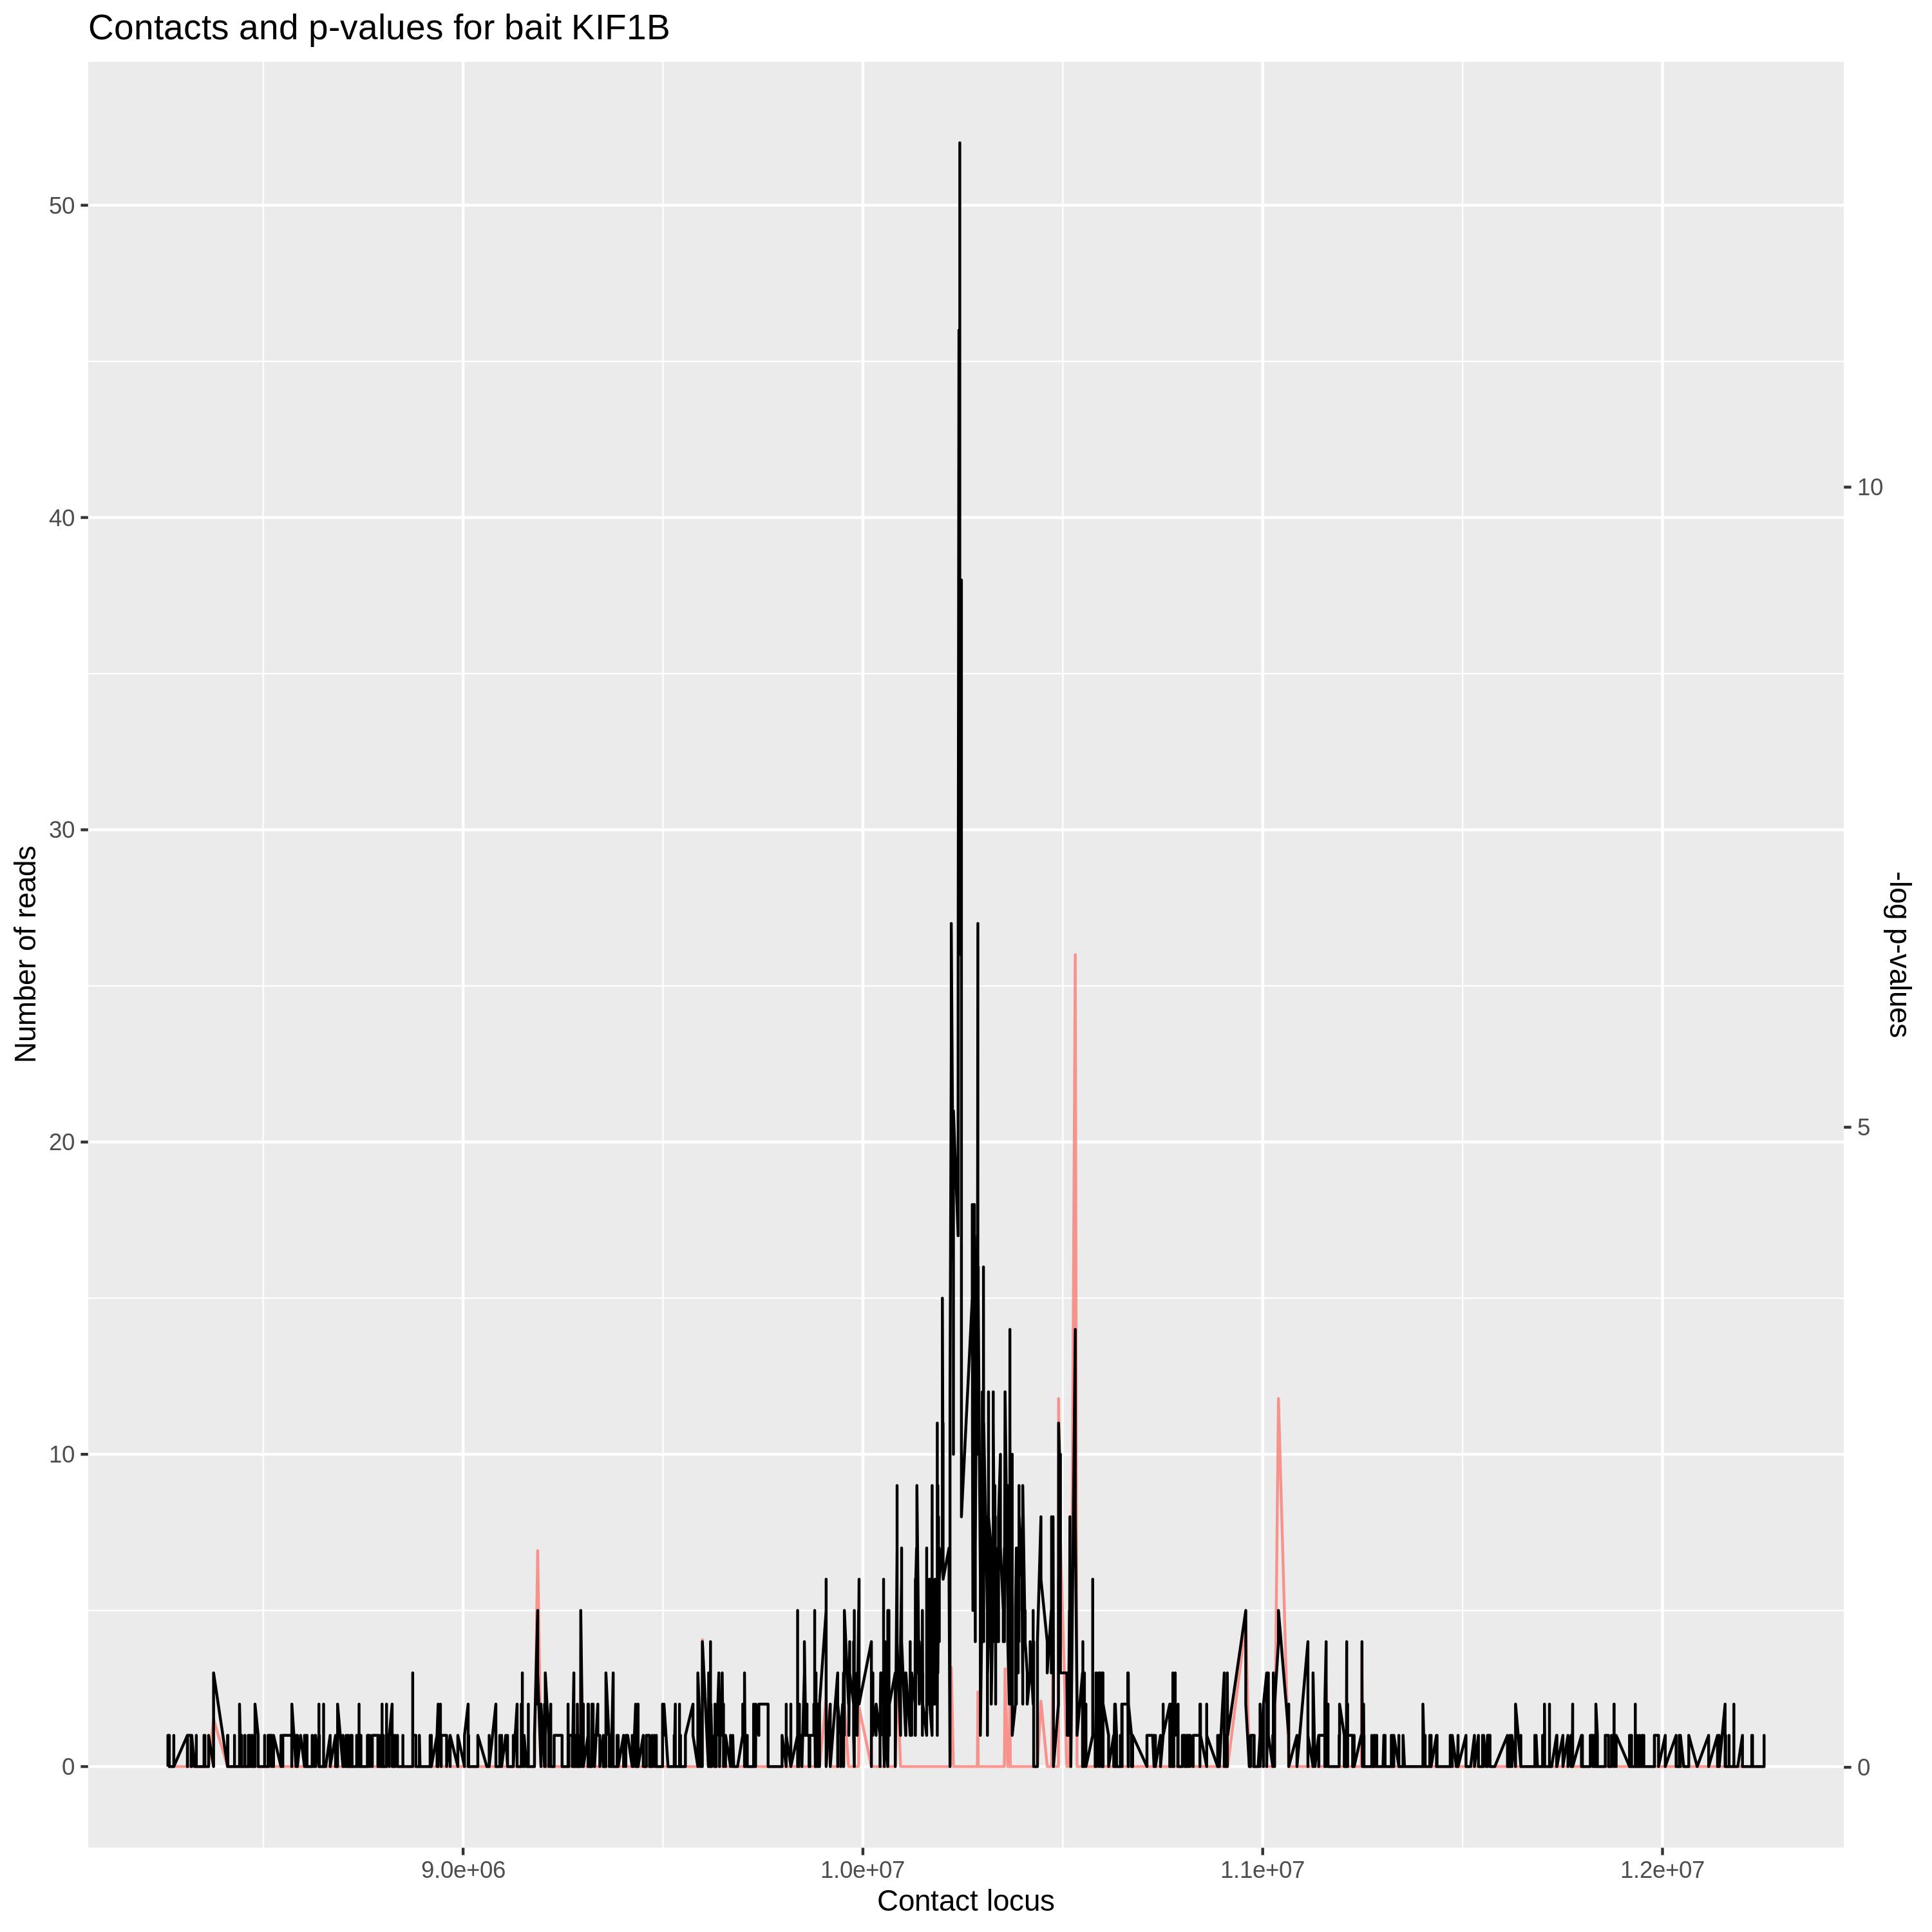 Contacts and p-values for bait KIF1B
50
40
30
20
10
0
Number of reads
10
5
0
-log p-values
9.0e+06
1.0e+07
1.1e+07
1.2e+07
Contact locus